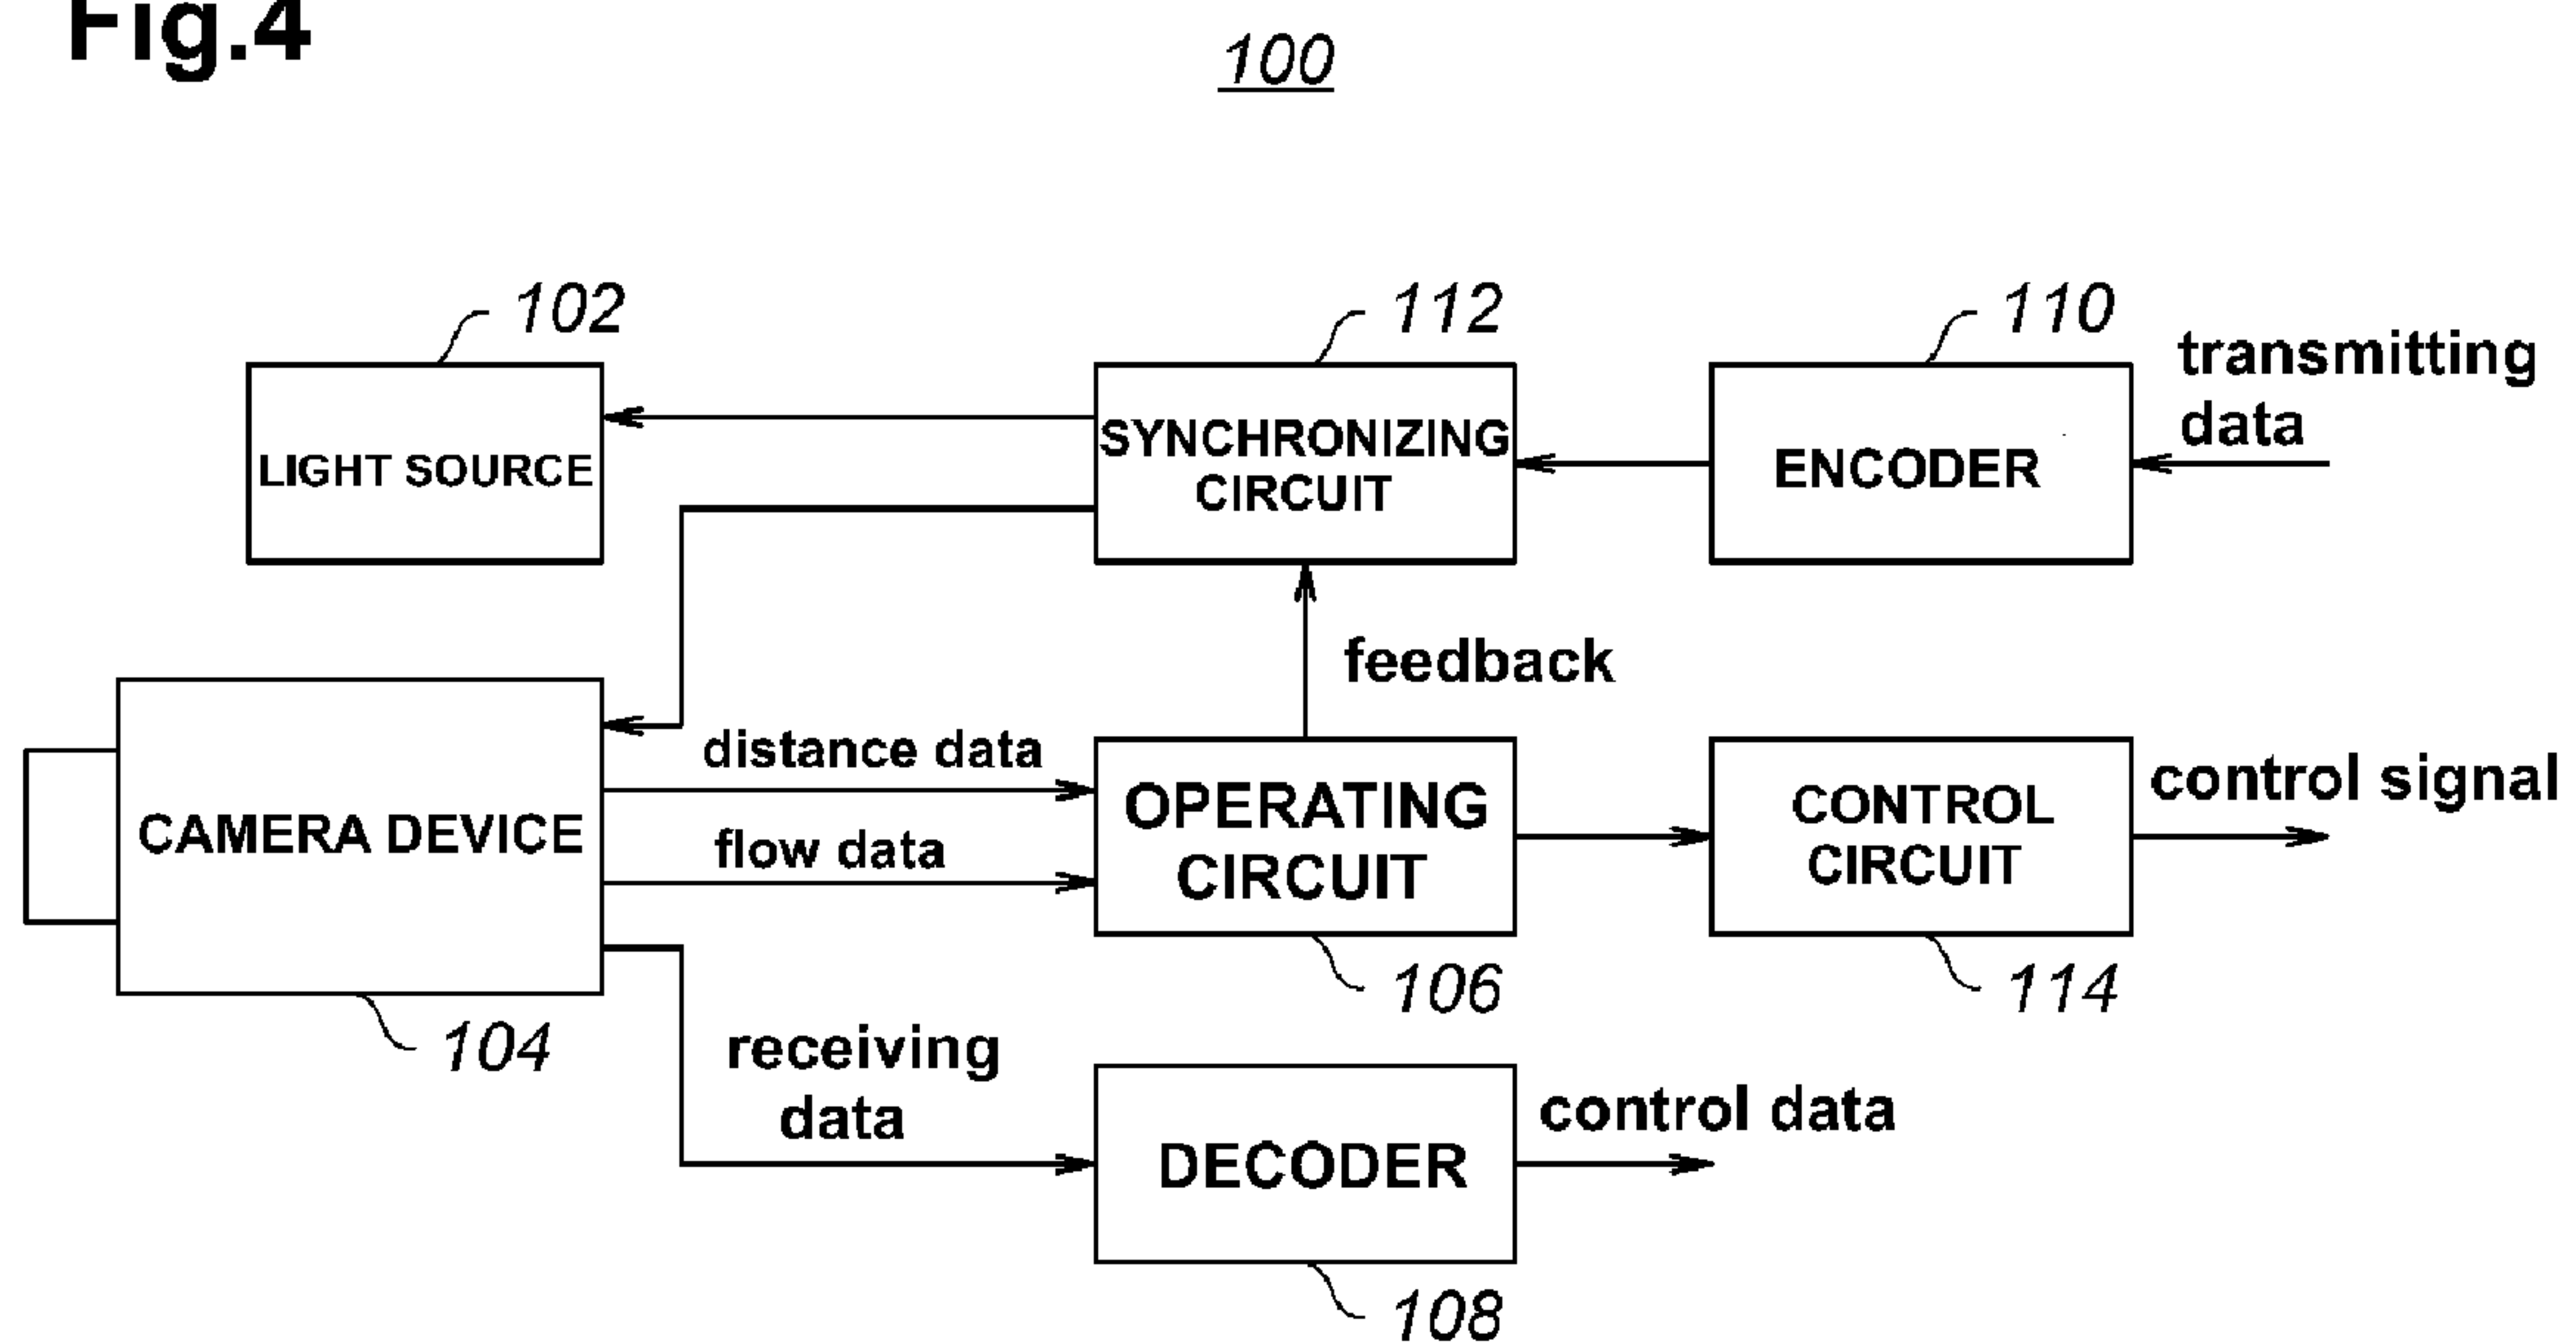 Fig.4
100
102
112
110
transmitting
data
LIGHT SOURCE
SYNCHRONIZING
CIRCUIT
ENCODER
feedback
distance data
flow data
CAMERA DEVICE
OPERATING
CIRCUIT
CONTROL
CIRCUIT
control signal
104
106
114
receiving
data
DECODER
control data
108